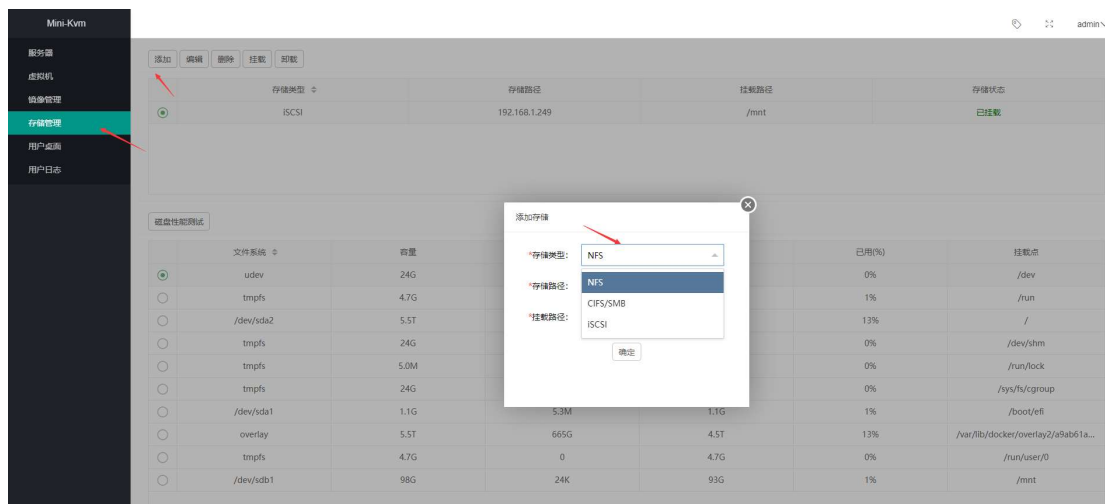 Mini-Kvm
admin
服务器
虚拟机
镜像管理
存储管理
用户桌面
用户日志
添加 编辑 删除 挂载 卸载
存储类型 存储路径 挂载路径 存储状态
iSCSI 192.168.1.249 /mnt 已挂载
磁盘性能测试
添加存储
*存储类型: NFS
NFS
*存储路径:
CIFS/SMB
*挂载路径:
iSCSI
确定
文件系统 容量 已用(%) 挂载点
udev 24G 0% /dev
tmpfs 4.7G 1% /run
/dev/sda2 5.5T 13% /
tmpfs 24G 0% /dev/shm
tmpfs 5.0M 0% /run/lock
tmpfs 24G 0% /sys/fs/cgroup
/dev/sda1 1.1G 5.3M 1.1G 1% /boot/efi
overlay 5.5T 665G 4.5T 13% /var/lib/docker/overlay2/a9ab61a...
tmpfs 4.7G 0 4.7G 0% /run/user/0
/dev/sdb1 98G 24K 93G 1% /mnt